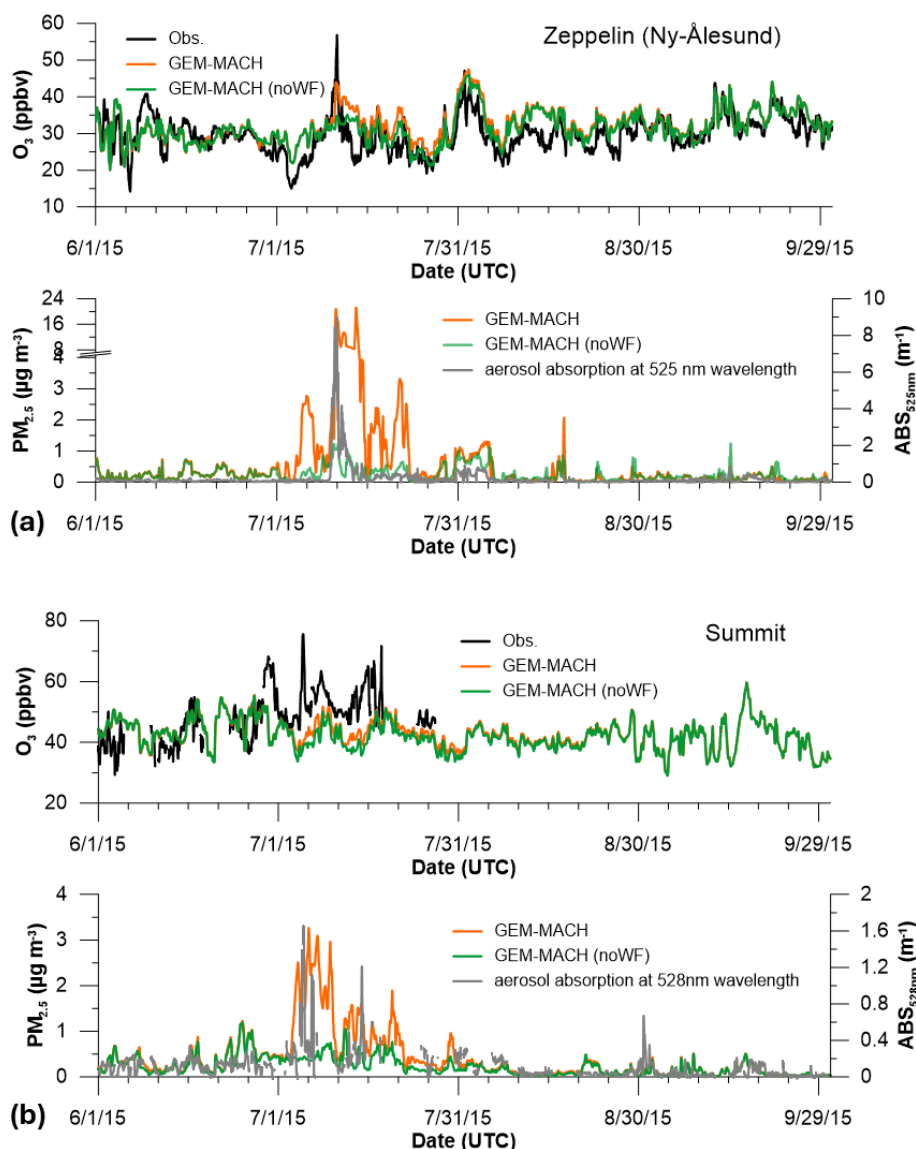 60
50
40
30
20
10
O₃ (ppbv)
Obs.
GEM-MACH
GEM-MACH (noWF)
Zeppelin (Ny-Ålesund)
6/1/15 7/1/15 7/31/15 8/30/15 9/29/15
Date (UTC)
24
16
8
4
3
2
1
0
PM₂.₅ (µg m⁻³)
GEM-MACH
GEM-MACH (noWF)
aerosol absorption at 525 nm wavelength
10
8
6
4
2
0
ABS₅₂₅ₙₘ (m⁻¹)
6/1/15 7/1/15 7/31/15 8/30/15 9/29/15
Date (UTC)
(a)
80
60
40
20
O₃ (ppbv)
Obs.
GEM-MACH
GEM-MACH (noWF)
Summit
6/1/15 7/1/15 7/31/15 8/30/15 9/29/15
Date (UTC)
4
3
2
1
0
PM₂.₅ (µg m⁻³)
GEM-MACH
GEM-MACH (noWF)
aerosol absorption at 528nm wavelength
2
1.6
1.2
0.8
0.4
0
ABS₅₂₈ₙₘ (m⁻¹)
6/1/15 7/1/15 7/31/15 8/30/15 9/29/15
Date (UTC)
(b)